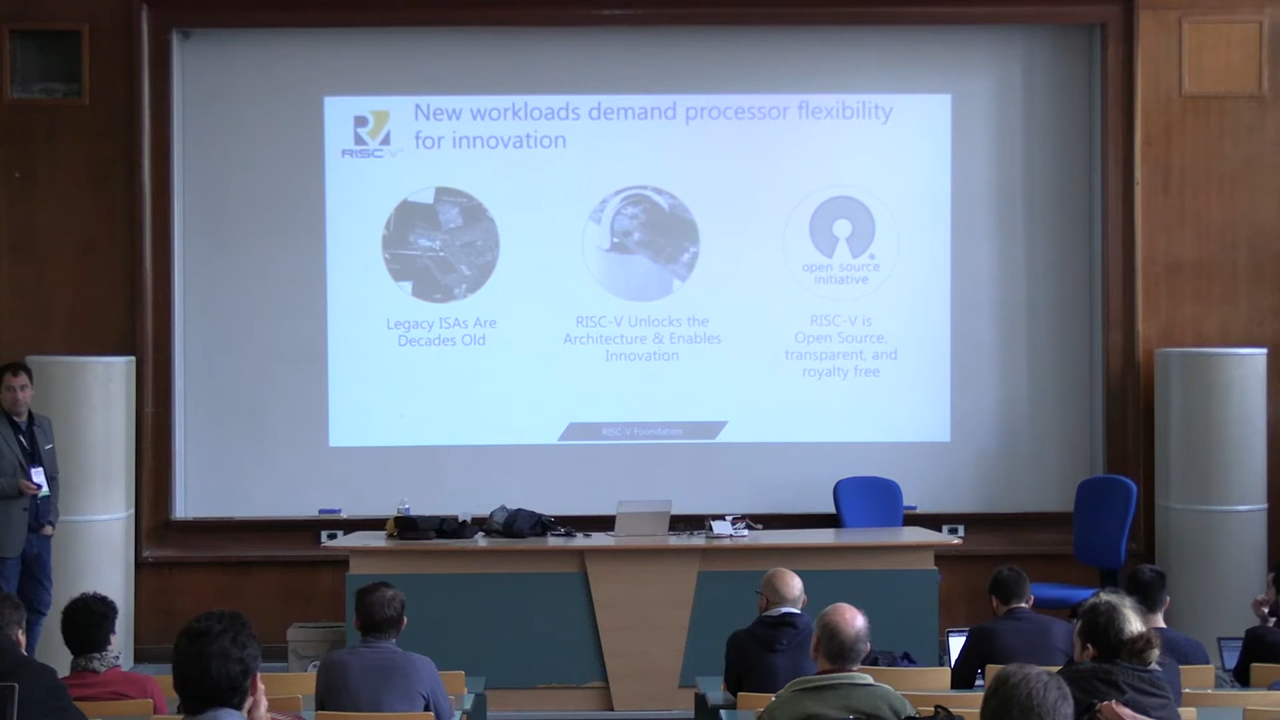 New workloads demand processor flexibility
for innovation
RISC-V
open source
initiative
Legacy ISAs Are
Decades Old
RISC-V Unlocks the
Architecture & Enables
Innovation
RISC-V is
Open Source,
transparent, and
royalty free
RISC-V Foundation